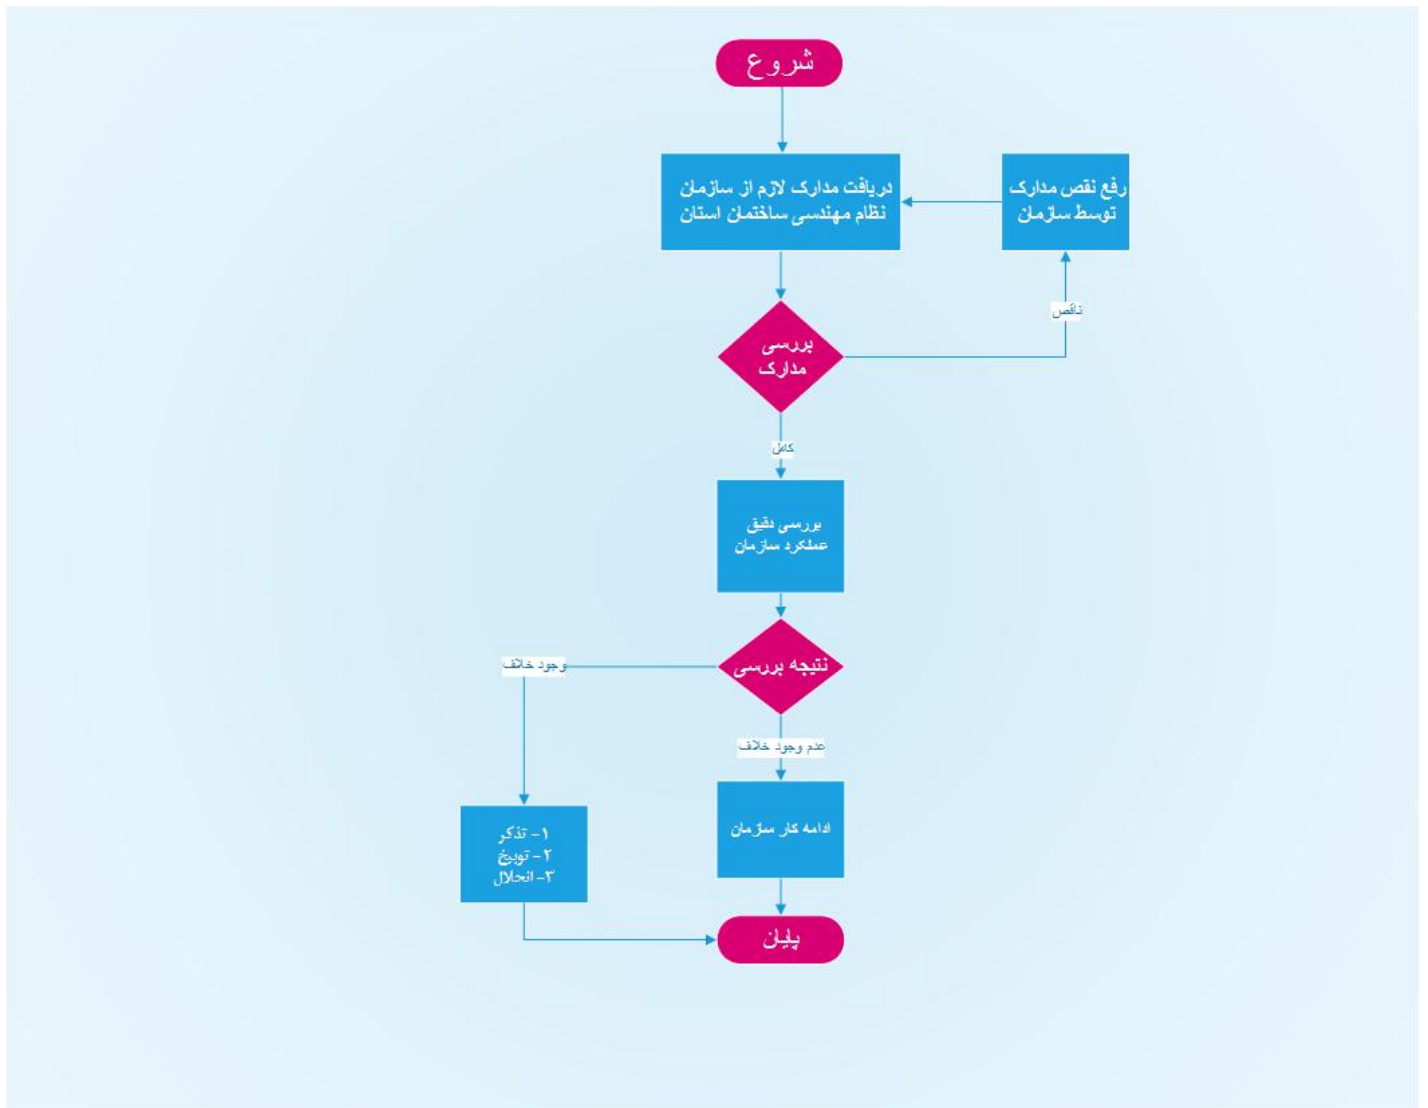 شروع
دریافت مدارک لازم از سازمان
نظام مهندسی ساختمان استان
رفع نقص مدارک
توسط سازمان
ناقص
بررسی
مدارک
کامل
بررسی دقیق
عملکرد سازمان
نتیجه بررسی
وجود خلاف
عدم وجود خلاف
ادامه کار سازمان
۱- تذکر
۲- توبیخ
۳- انحلال
پایان